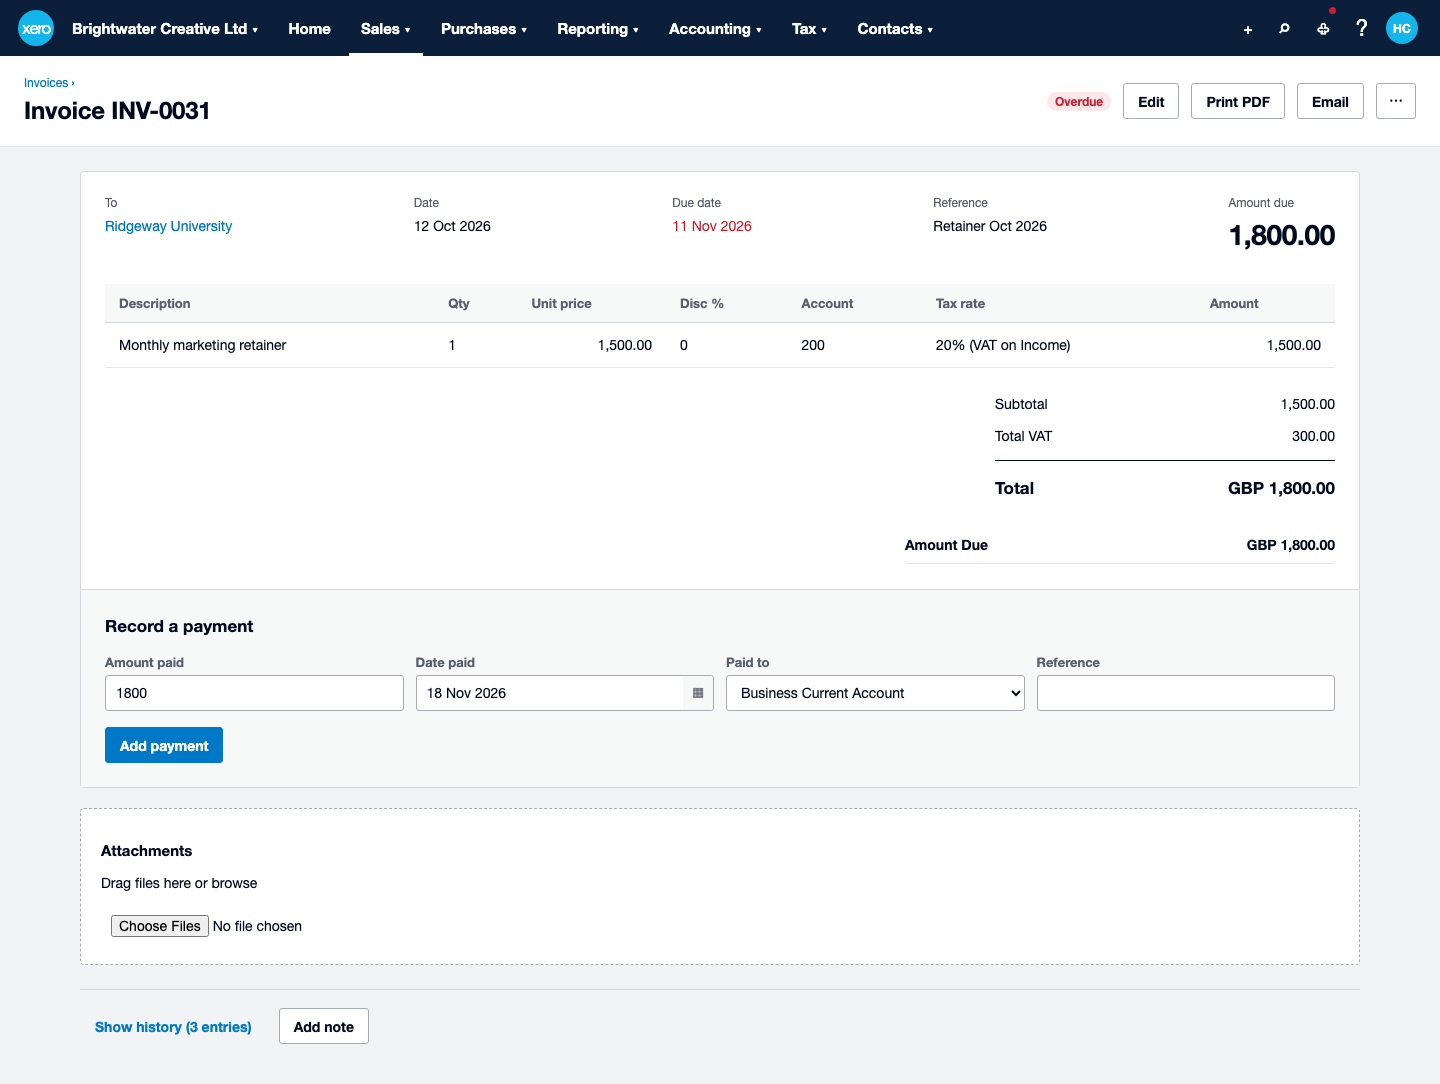 xero Brightwater Creative Ltd Home Sales Purchases Reporting Accounting Tax Contacts + ? HC
Invoices ›
Invoice INV-0031
Overdue Edit Print PDF Email ...
To Date Due date Reference Amount due
Ridgeway University 12 Oct 2026 11 Nov 2026 Retainer Oct 2026 1,800.00
Description Qty Unit price Disc % Account Tax rate Amount
Monthly marketing retainer 1 1,500.00 0 200 20% (VAT on Income) 1,500.00
Subtotal 1,500.00
Total VAT 300.00
Total GBP 1,800.00
Amount Due GBP 1,800.00
Record a payment
Amount paid Date paid Paid to Reference
1800 18 Nov 2026 Business Current Account
Add payment
Attachments
Drag files here or browse
Choose Files No file chosen
Show history (3 entries) Add note